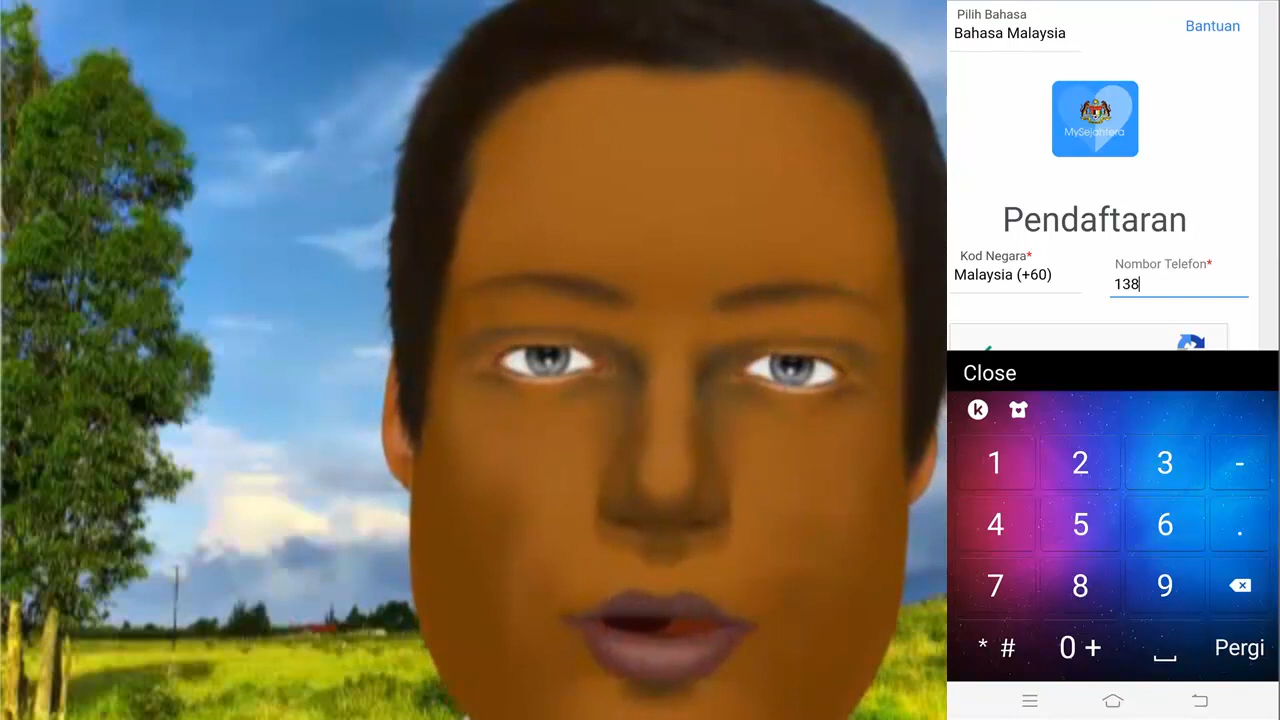 Pilih Bahasa
Bahasa Malaysia
Bantuan
MySejahtera
Pendaftaran
Kod Negara*
Malaysia (+60)
Nombor Telefon*
138
Close
k
1 2 3 -
4 5 6 .
7 8 9
* # 0 + Pergi